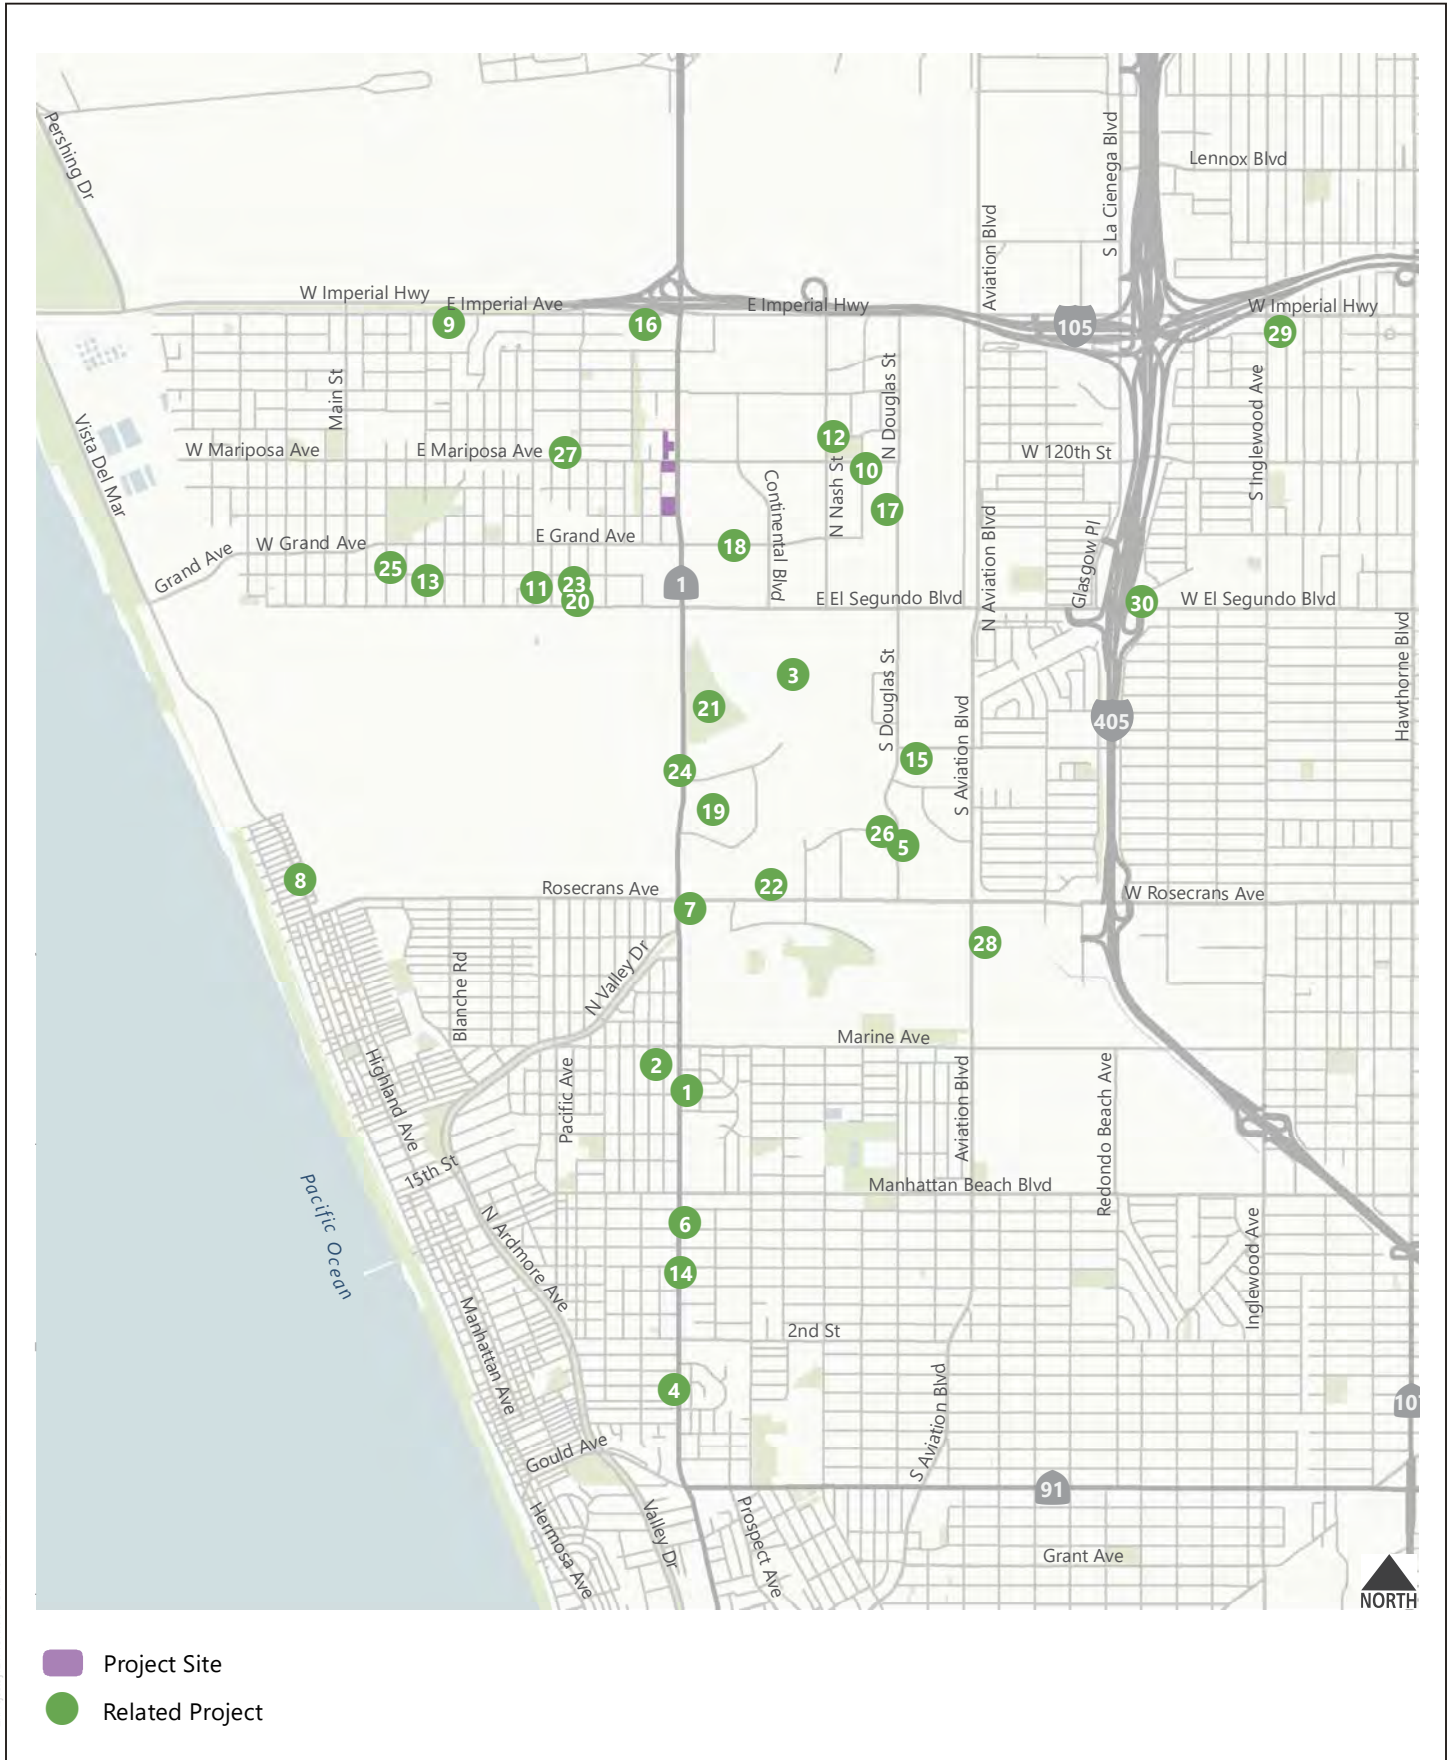 Pershing Dr
S La Cienega Blvd
Lennox Blvd
Aviation Blvd
W Imperial Hwy
E Imperial Ave
E Imperial Hwy
W Imperial Hwy
9
16
105
29
Main St
N Douglas St
S Inglewood Ave
Vista Del Mar
W Mariposa Ave
E Mariposa Ave
27
12
10
W 120th St
N Nash St
Continental Blvd
17
N Aviation Blvd
Glasgow Pl
Grand Ave
W Grand Ave
E Grand Ave
18
25
13
11
23
20
1
E El Segundo Blvd
30
W El Segundo Blvd
Hawthorne Blvd
3
21
S Douglas St
405
15
S Aviation Blvd
24
19
26
5
8
22
Rosecrans Ave
7
W Rosecrans Ave
28
N Valley Dr
Blanche Rd
Marine Ave
2
1
Highland Ave
Pacific Ave
Aviation Blvd
Redondo Beach Ave
15th St
Manhattan Beach Blvd
Pacific Ocean
N Ardmore Ave
6
14
Inglewood Ave
Manhattan Ave
2nd St
4
S Aviation Blvd
107
Gould Ave
91
Hermosa Ave
Valley Dr
Prospect Ave
Grant Ave
NORTH
Project Site
Related Project